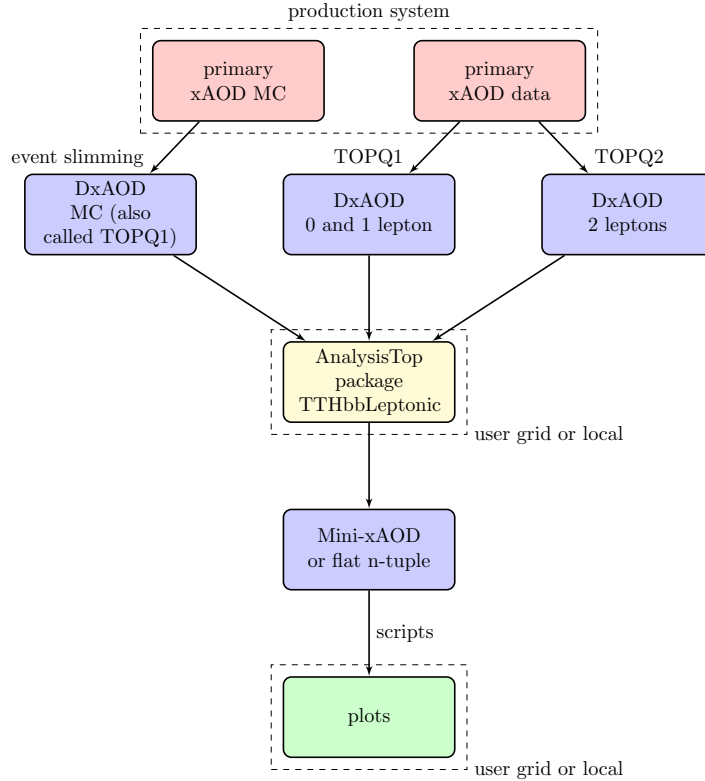 production system
primary
xAOD MC
primary
xAOD data
event slimming
TOPQ1
TOPQ2
DxAOD
MC (also
called TOPQ1)
DxAOD
0 and 1 lepton
DxAOD
2 leptons
AnalysisTop
package
TTHbbLeptonic
user grid or local
Mini-xAOD
or flat n-tuple
scripts
plots
user grid or local